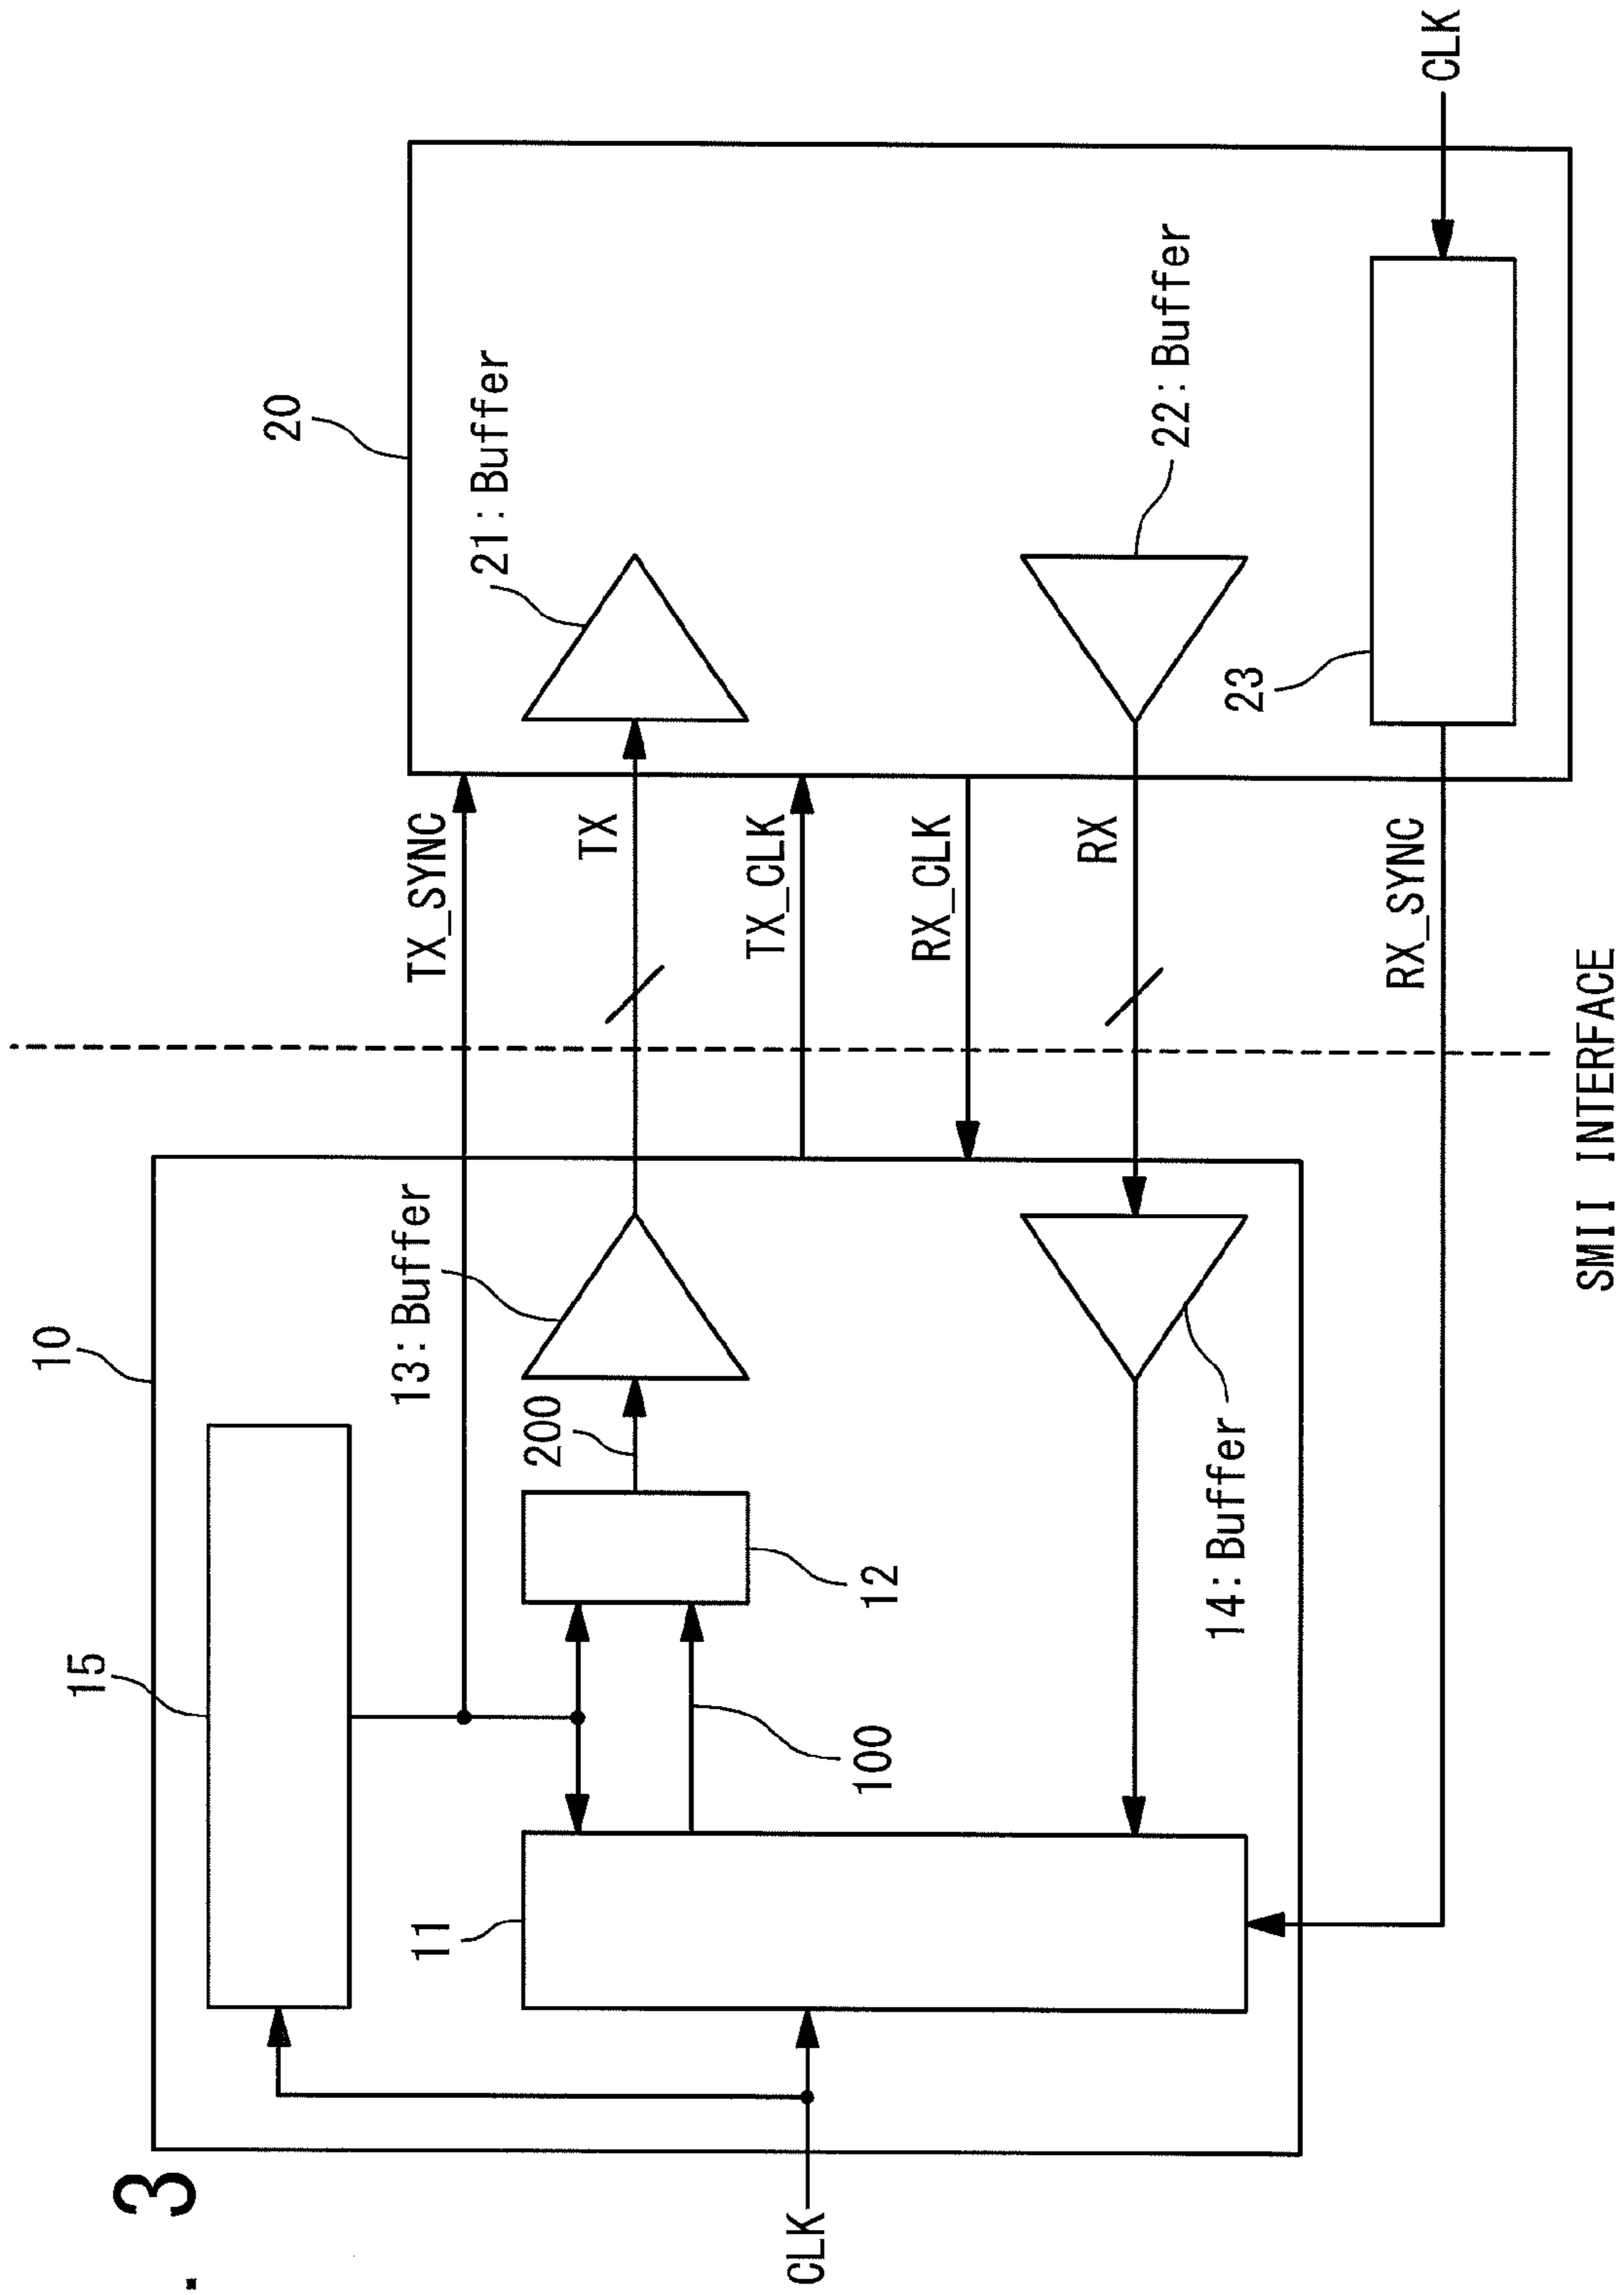 . 3
10
15
20
TX_SYNC
13:Buffer
21:Buffer
11
200
TX
12
100
TX_CLK
CLK
RX_CLK
RX
22:Buffer
14:Buffer
23
RX_SYNC
CLK
SMII INTERFACE